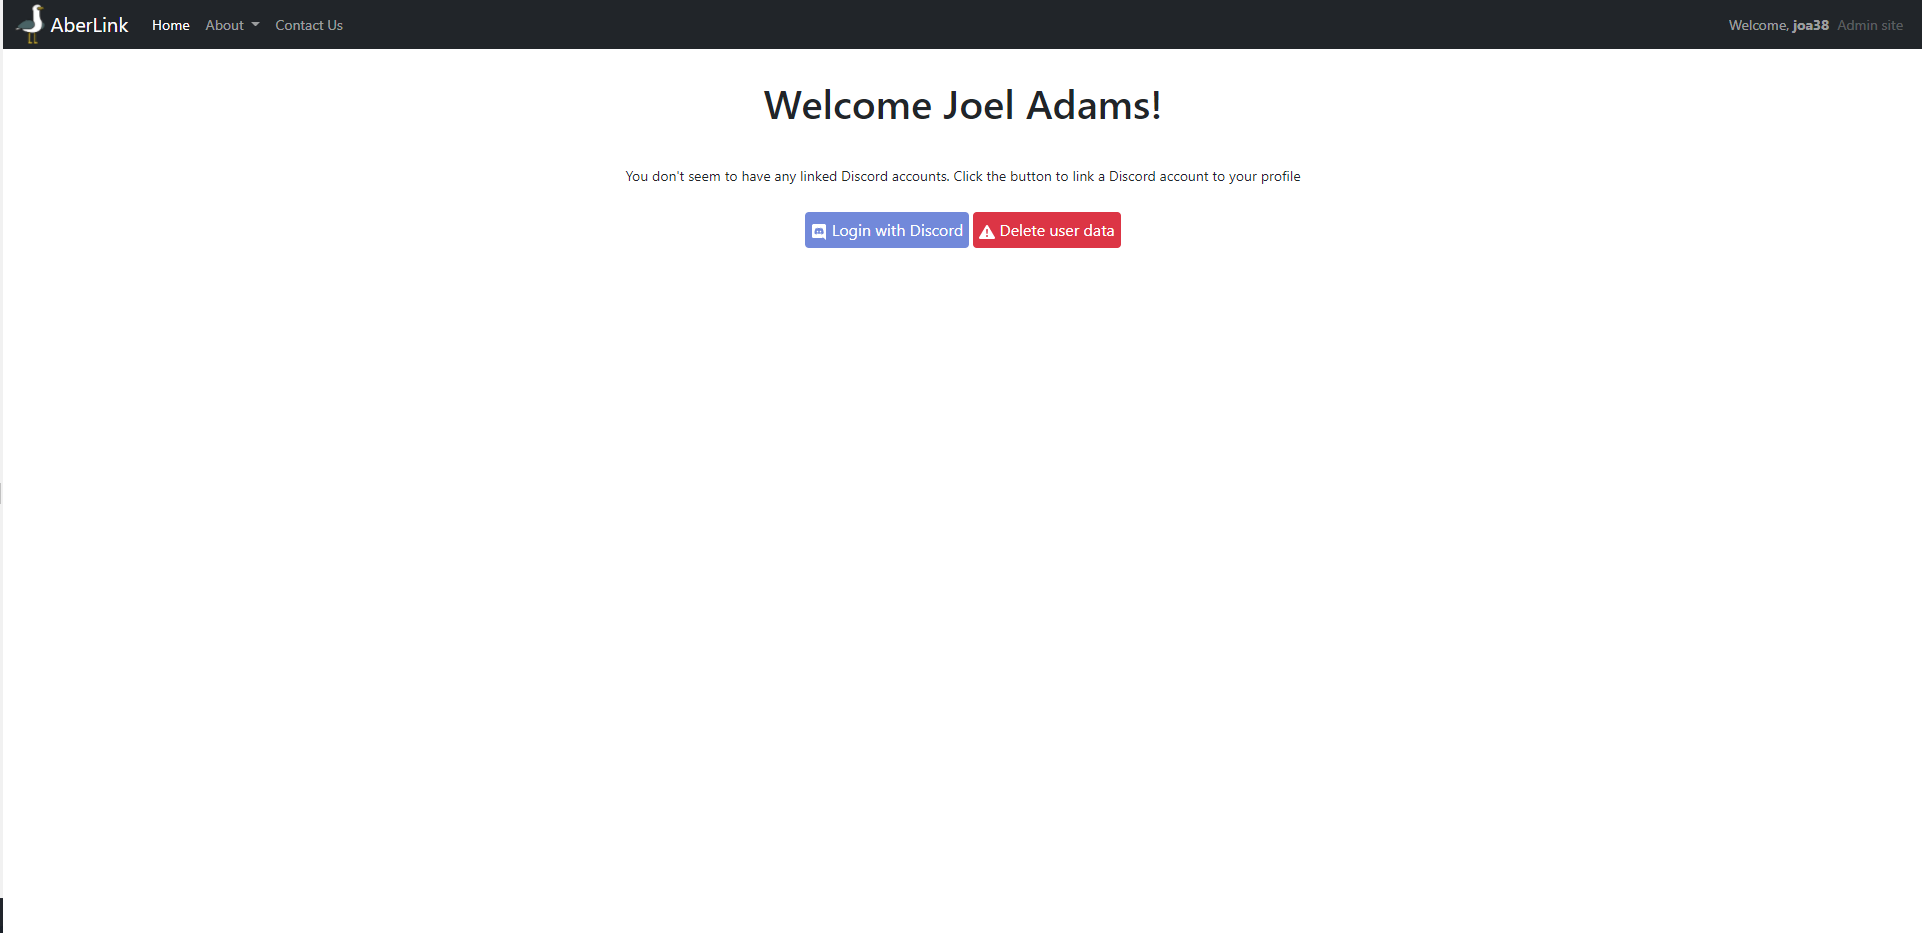 AberLink Home About Contact Us Welcome, joa38 Admin site
Welcome Joel Adams!
You don't seem to have any linked Discord accounts. Click the button to link a Discord account to your profile
Login with Discord Delete user data